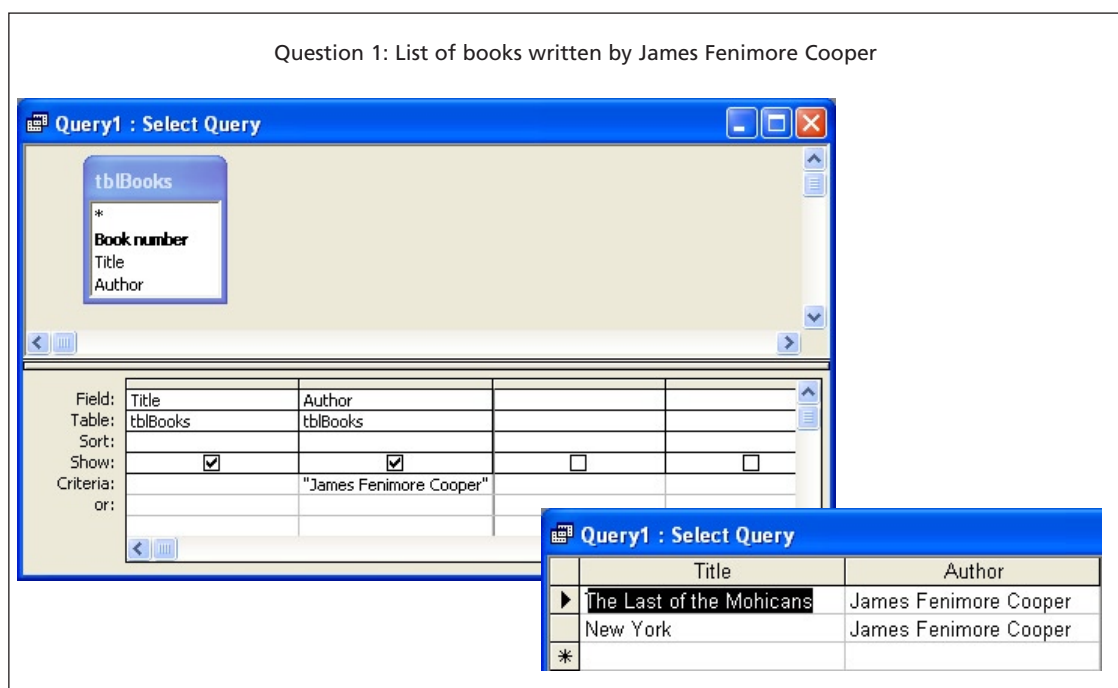 Question 1: List of books written by James Fenimore Cooper
Query1 : Select Query
tblBooks
*
Book number
Title
Author
Field: Title Author
Table: tblBooks tblBooks
Sort:
Show:
Criteria: "James Fenimore Cooper"
or:
Query1 : Select Query
Title Author
The Last of the Mohicans James Fenimore Cooper
New York James Fenimore Cooper